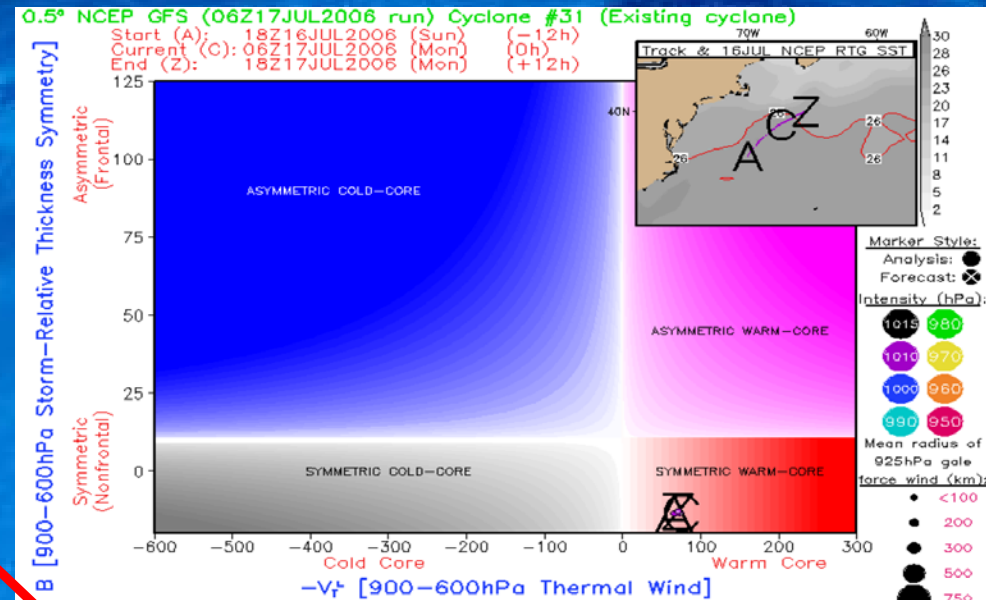 0.5° NCEP GFS (06Z17JUL2006 run) Cyclone #31 (Existing cyclone)
Start (A): 18Z16JUL2006 (Sun) (−12h)
Current (C): 06Z17JUL2006 (Mon) (0h)
End (Z): 18Z17JUL2006 (Mon) (+12h)
70W 60W
Track & 16JUL NCEP RTG SST
40N
26 26
26 26
A C Z
30
28
26
23
20
17
14
11
8
5
2
B [900−600hPa Storm−Relative Thickness Symmetry]
Asymmetric
(Frontal)
Symmetric
(Nonfrontal)
125
100
75
50
25
0
ASYMMETRIC COLD−CORE
ASYMMETRIC WARM−CORE
SYMMETRIC COLD−CORE
SYMMETRIC WARM−CORE
A C Z
−600 −500 −400 −300 −200 −100 0 100 200 300
Cold Core Warm Core
−VTL [900−600hPa Thermal Wind]
Marker Style:
Analysis:
Forecast:
Intensity (hPa):
1015 980
1010 970
1000 960
990 950
Mean radius of
925hPa gale
force wind (km):
<100
200
300
500
750